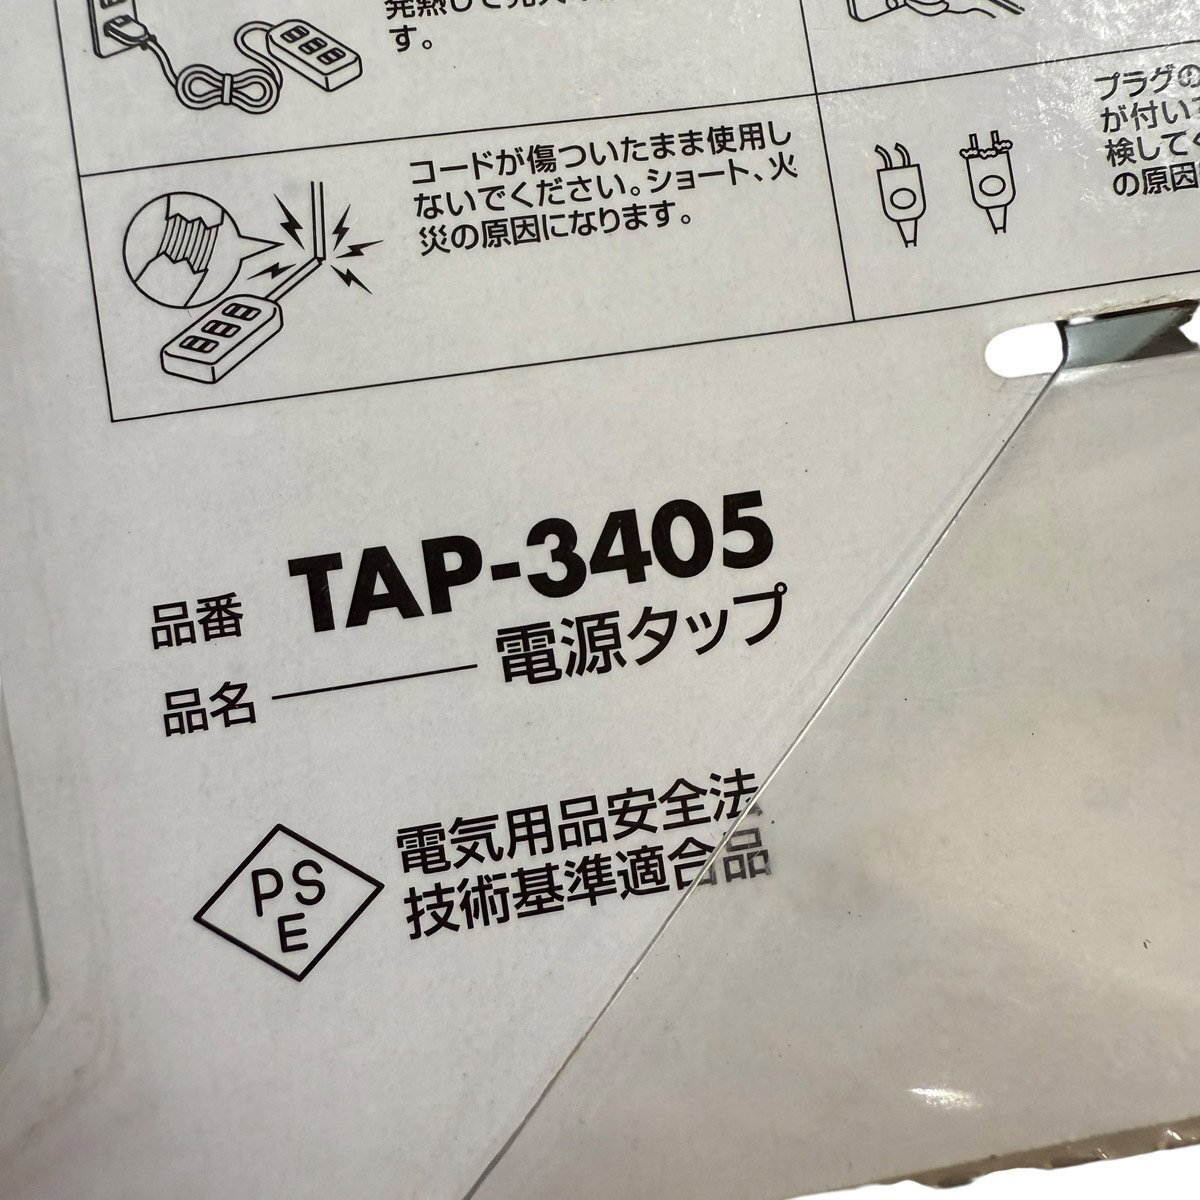 す。
コードが傷ついたまま使用し
ないでください。ショート、火
災の原因になります。
プラグの
が付い
検して
の原因
品番 TAP-3405
品名 電源タップ
PS
E
電気用品安全法
技術基準適合品